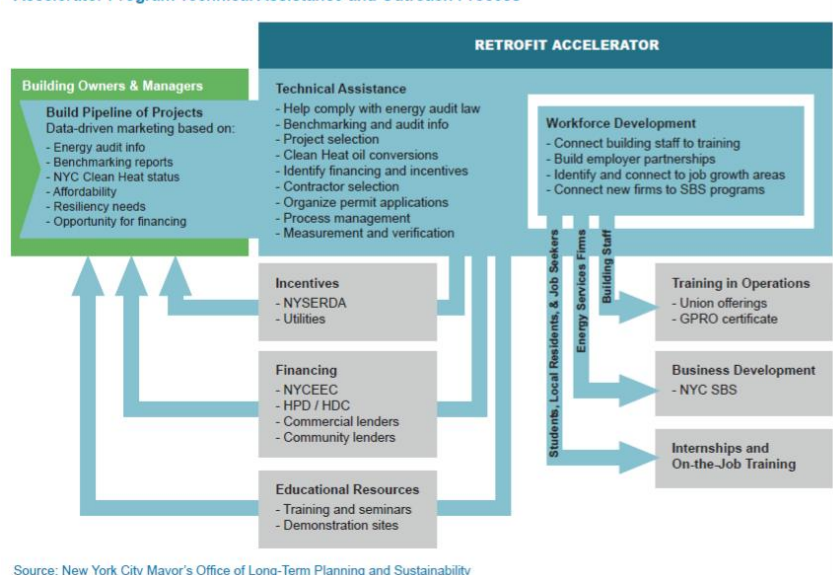 Accelerator Program Technical Assistance and Outreach Process
RETROFIT ACCELERATOR
Building Owners & Managers
Build Pipeline of Projects
Data-driven marketing based on:
- Energy audit info
- Benchmarking reports
- NYC Clean Heat status
- Affordability
- Resiliency needs
- Opportunity for financing
Technical Assistance
- Help comply with energy audit law
- Benchmarking and audit info
- Project selection
- Clean Heat oil conversions
- Identify financing and incentives
- Contractor selection
- Organize permit applications
- Process management
- Measurement and verification
Workforce Development
- Connect building staff to training
- Build employer partnerships
- Identify and connect to job growth areas
- Connect new firms to SBS programs
Incentives
- NYSERDA
- Utilities
Financing
- NYCEEC
- HPD / HDC
- Commercial lenders
- Community lenders
Educational Resources
- Training and seminars
- Demonstration sites
Students, Local Residents, & Job Seekers
Energy Services Firms
Building Staff
Training in Operations
- Union offerings
- GPRO certificate
Business Development
- NYC SBS
Internships and
On-the-Job Training
Source: New York City Mayor's Office of Long-Term Planning and Sustainability